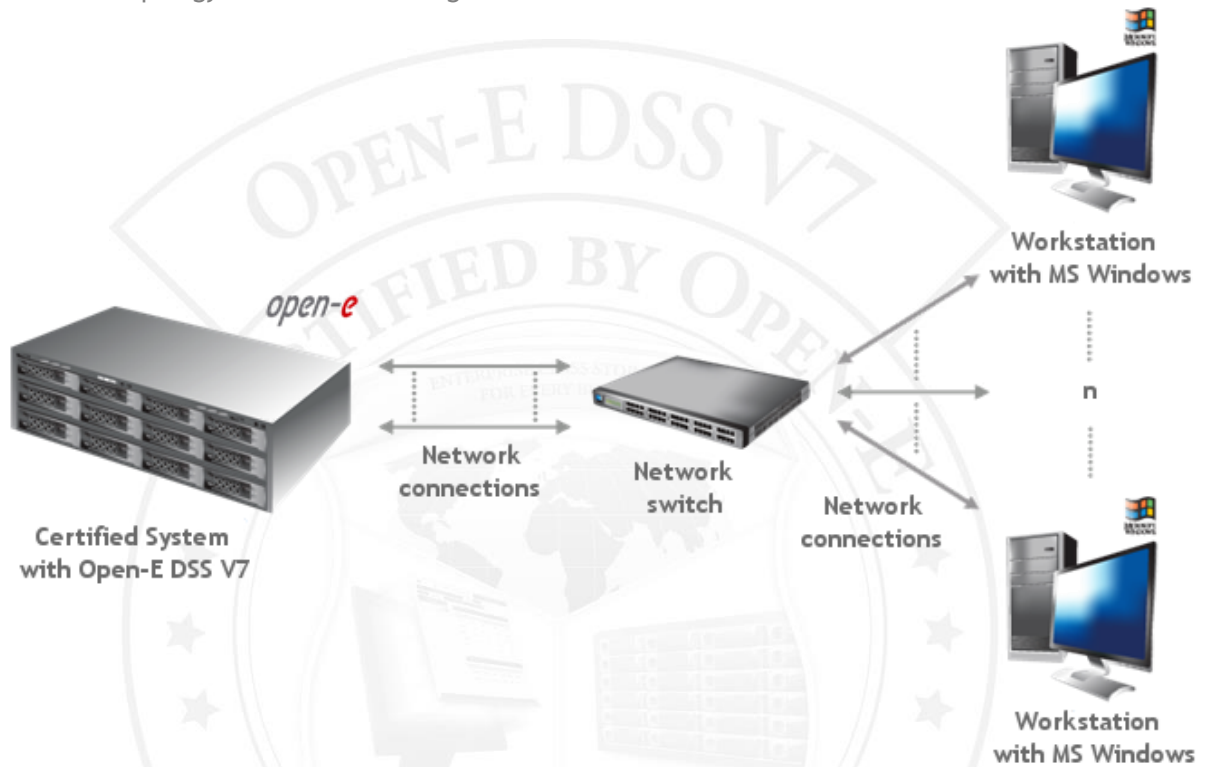 OPEN-E DSS V7
CERTIFIED BY OPEN-E
open-e
Workstation
with MS Windows
n
Network
connections
Network
switch
Network
connections
Certified System
with Open-E DSS V7
Workstation
with MS Windows